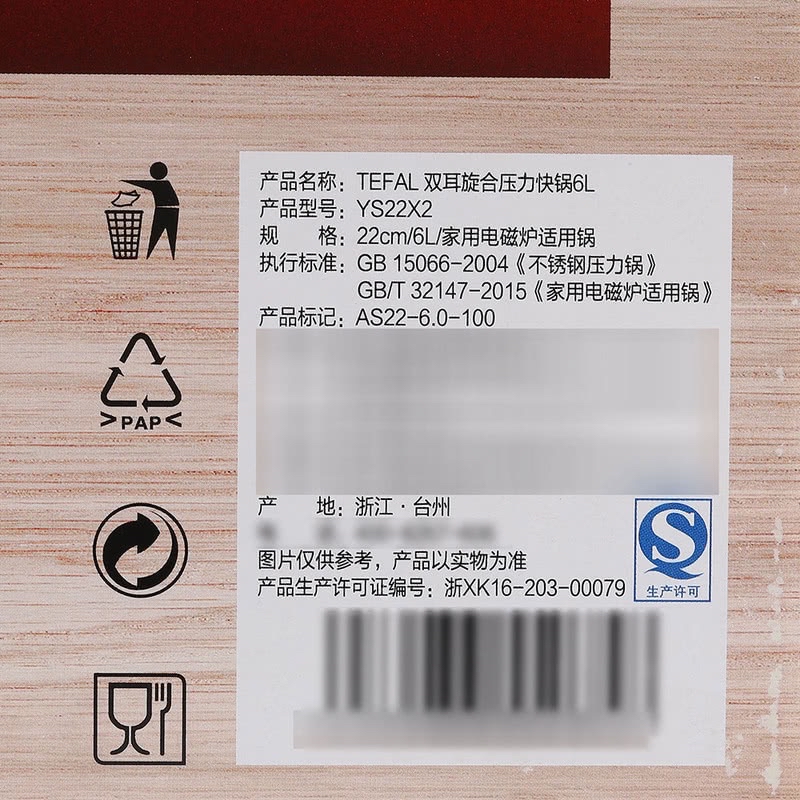 产品名称：TEFAL 双耳旋合压力快锅6L
产品型号：YS22X2
规 格：22cm/6L/家用电磁炉适用锅
执行标准：GB 15066-2004《不锈钢压力锅》
GB/T 32147-2015《家用电磁炉适用锅》
产品标记：AS22-6.0-100
>PAP<
产 地：浙江·台州
图片仅供参考，产品以实物为准
产品生产许可证编号：浙XK16-203-00079
生产许可